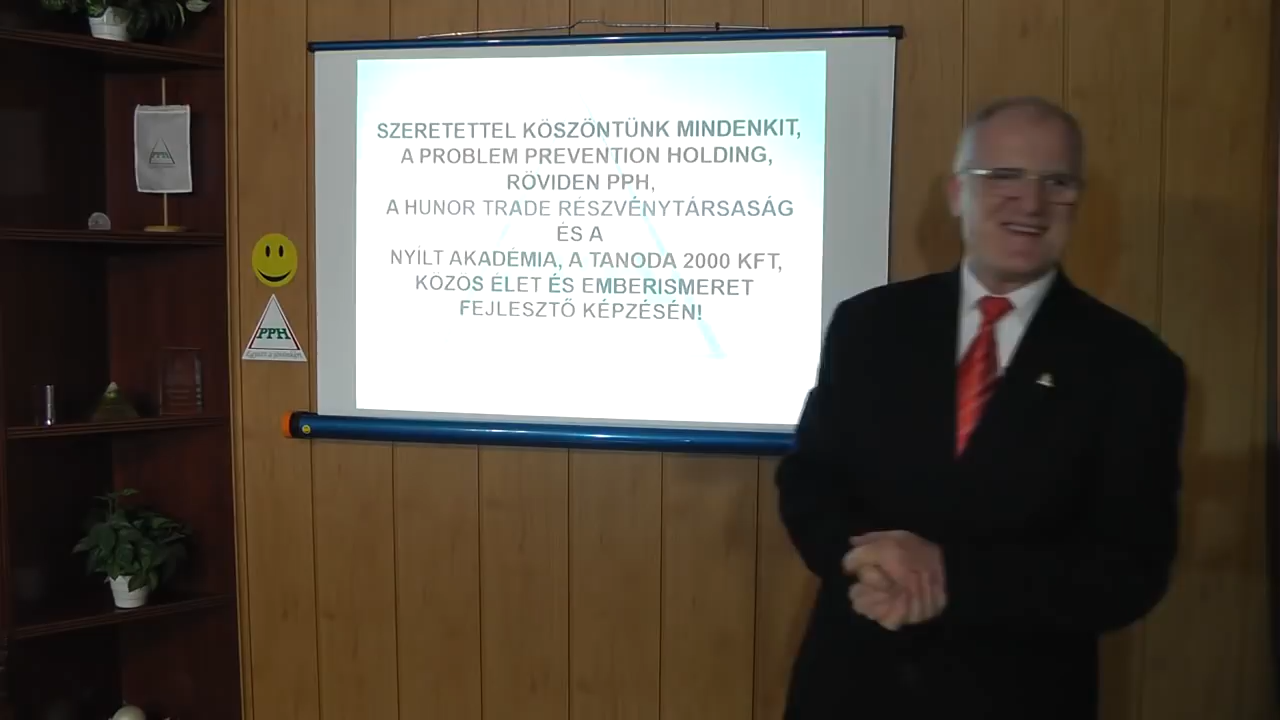 SZERETETTEL KÖSZÖNTÜNK MINDENKIT,
A PROBLEM PREVENTION HOLDING,
RÖVIDEN PPH,
A HUNOR TRADE RÉSZVÉNYTÁRSASÁG
ÉS A
NYÍLT AKADÉMIA, A TANODA 2000 KFT,
KÖZÖS ÉLET ÉS EMBERISMERET
FEJLESZTŐ KÉPZÉSÉN!
PPH